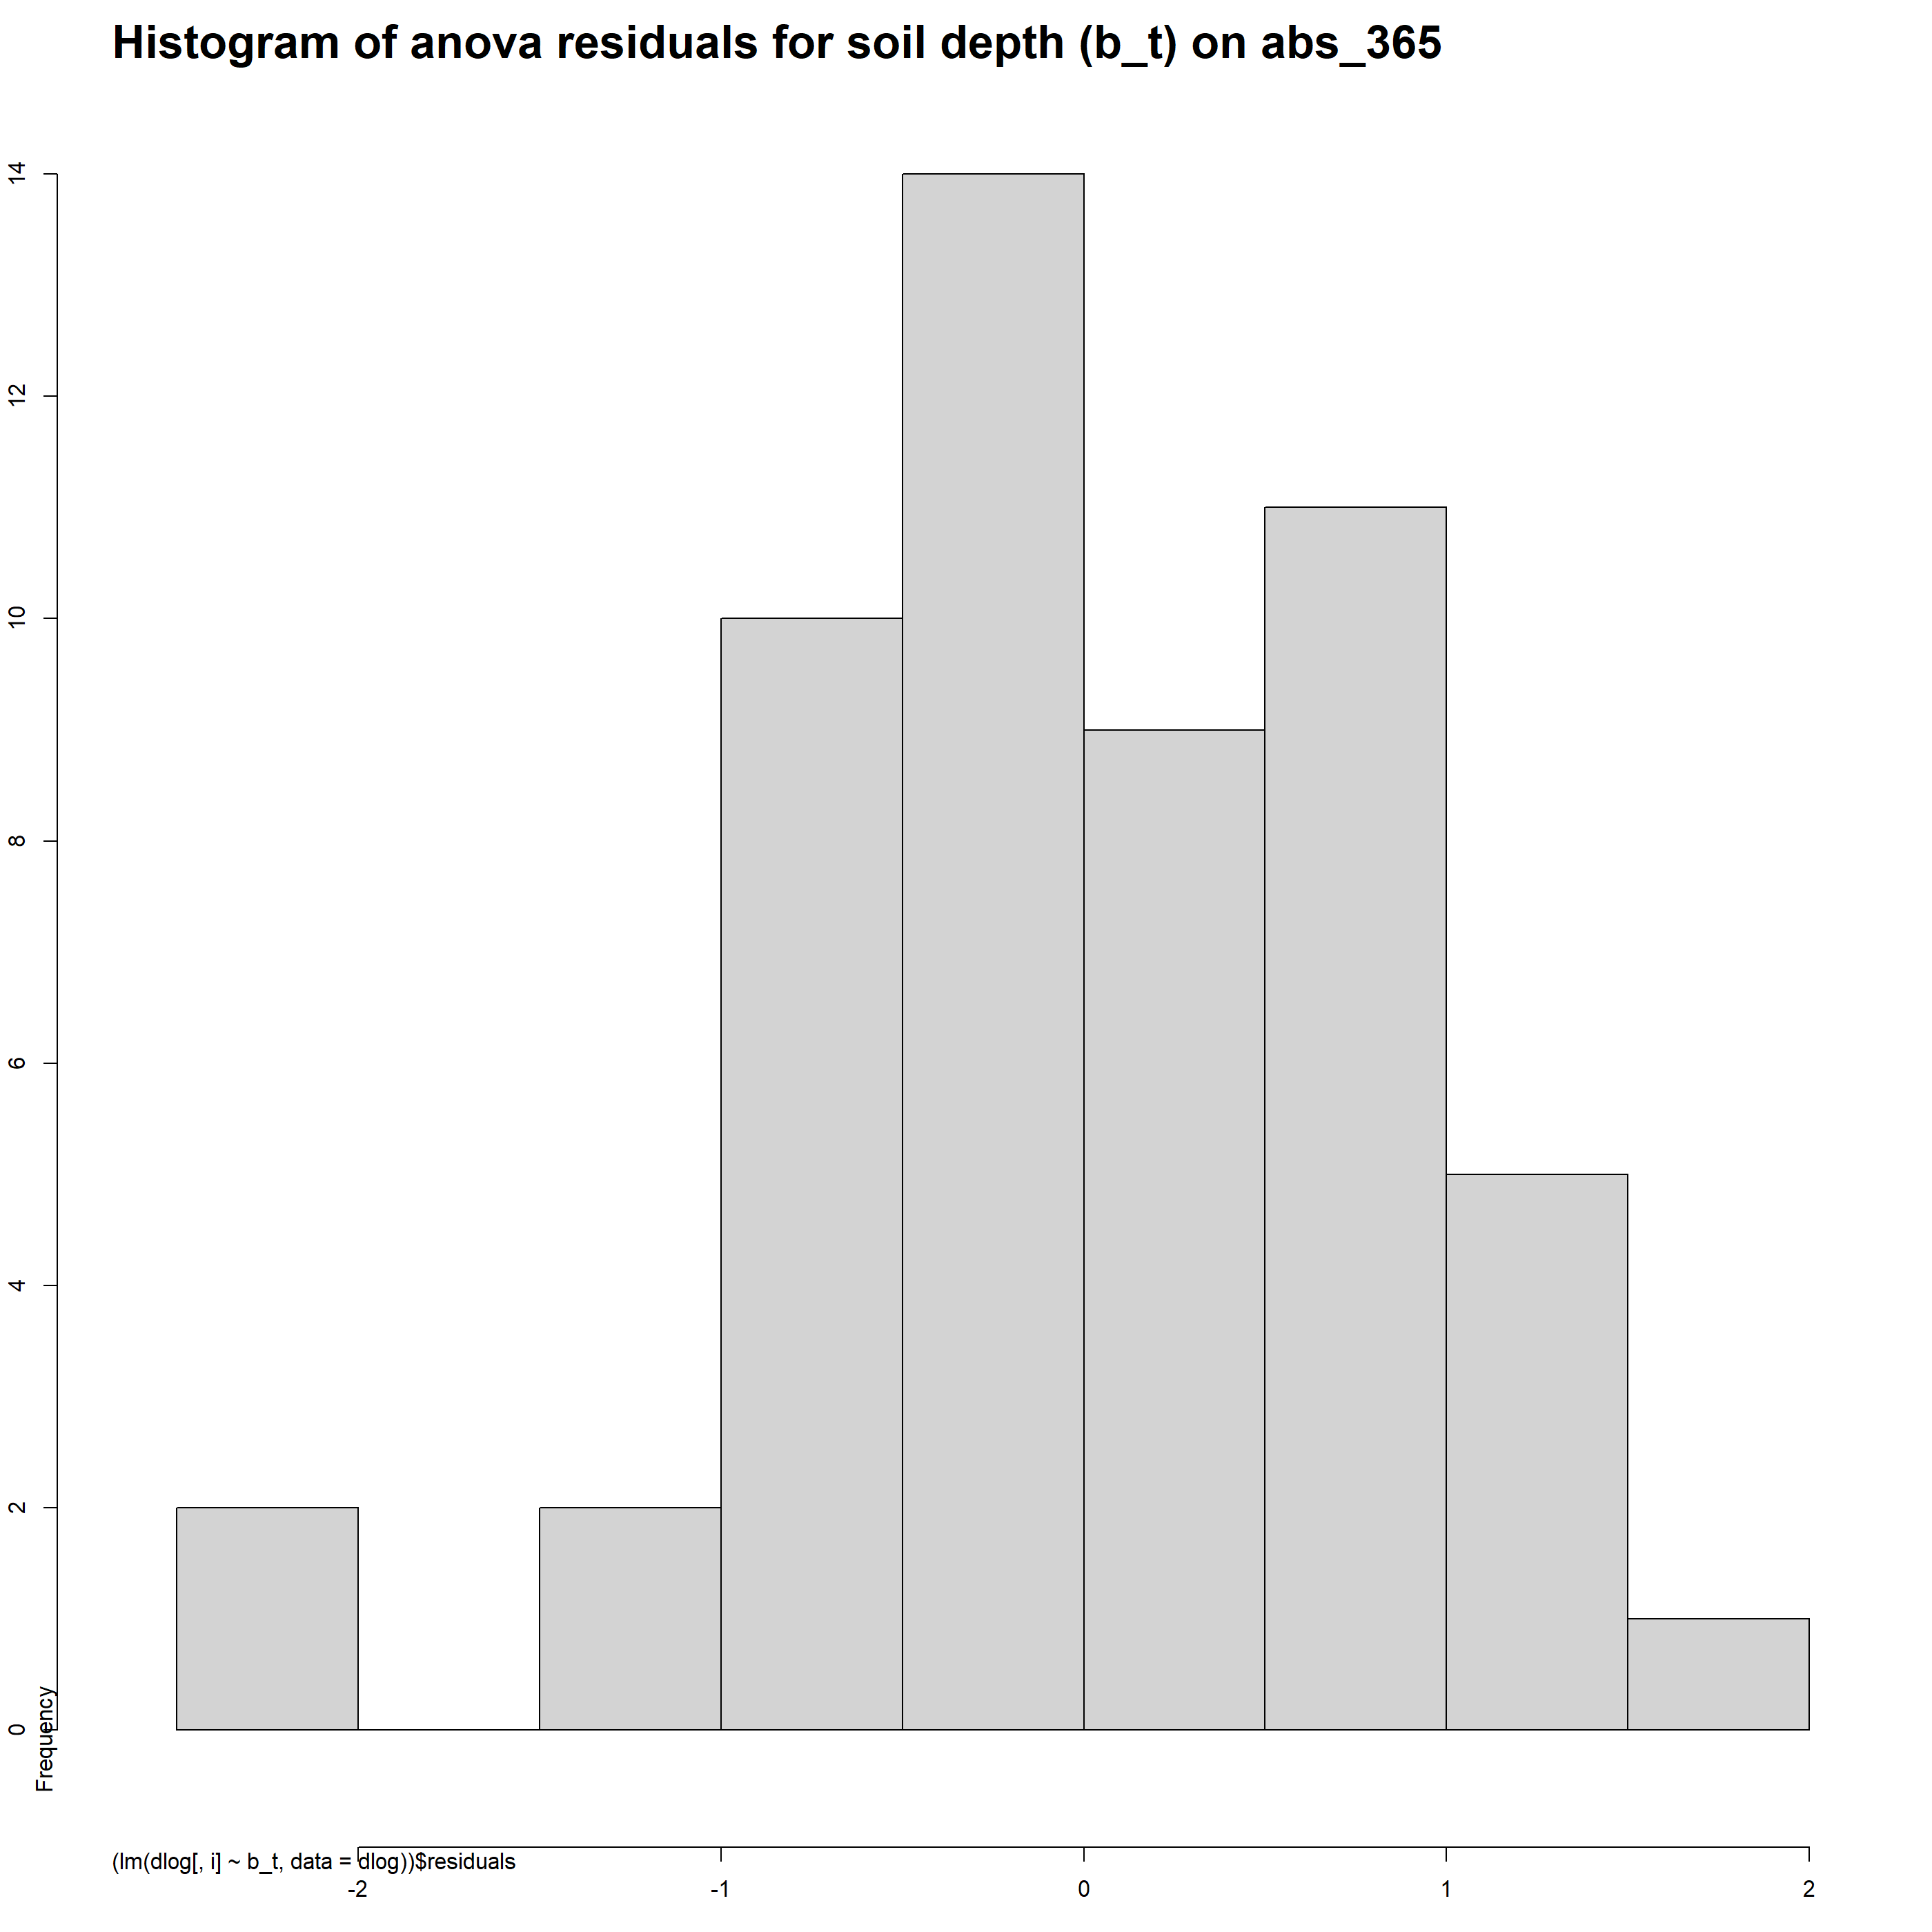 Histogram of anova residuals for soil depth (b_t) on abs_365
14
12
10
8
6
4
2
0
Frequency
(lm(dlog[, i] ~ b_t, data = dlog))$residuals
-2 -1 0 1 2